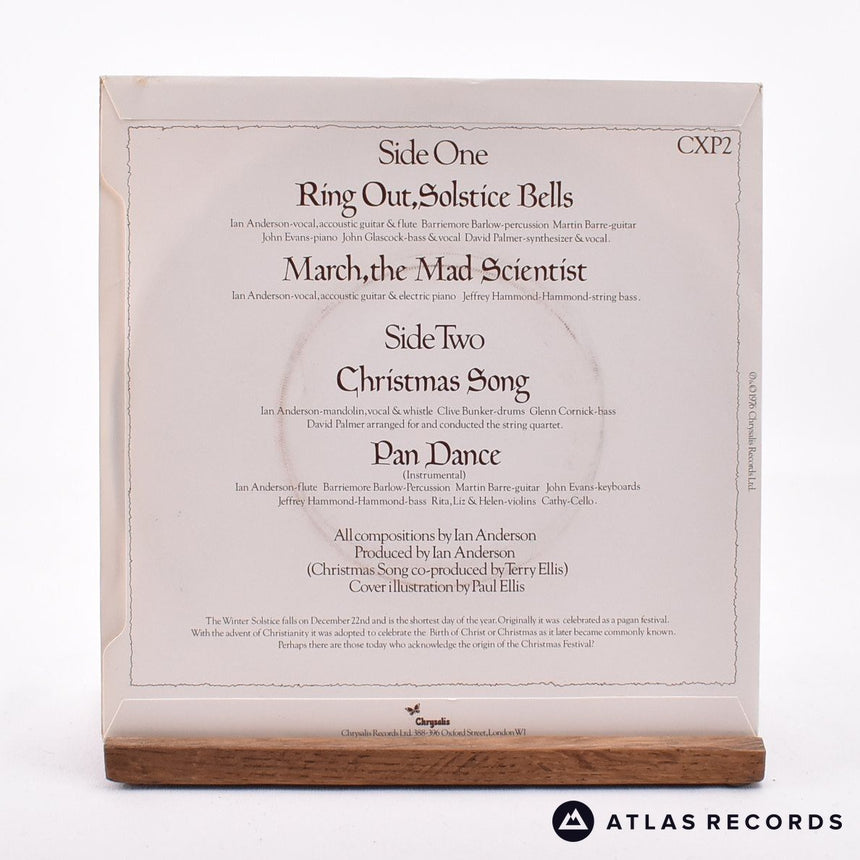 Side One
CXP2
Ring Out, Solstice Bells
Ian Anderson-vocal, accoustic guitar & flute Barriemore Barlow-percussion Martin Barre-guitar
John Evans-piano John Glascock-bass & vocal David Palmer-synthesizer & vocal.
March, the Mad Scientist
Ian Anderson-vocal, accoustic guitar & electric piano Jeffrey Hammond-Hammond-string bass.
Side Two
Christmas Song
Ian Anderson-mandolin, vocal & whistle Clive Bunker-drums Glenn Cornick-bass
David Palmer arranged for and conducted the string quartet.
Pan Dance
(Instrumental)
Ian Anderson-flute Barriemore Barlow-Percussion Martin Barre-guitar John Evans-keyboards
Jeffrey Hammond-Hammond-bass Rita, Liz & Helen-violins Cathy-Cello.
All compositions by Ian Anderson
Produced by Ian Anderson
(Christmas Song co-produced by Terry Ellis)
Cover illustration by Paul Ellis
The Winter Solstice falls on December 22nd and is the shortest day of the year. Originally it was celebrated as a pagan festival.
With the advent of Christianity it was adopted to celebrate the Birth of Christ or Christmas as it later became commonly known.
Perhaps there are those today who acknowledge the origin of the Christmas Festival?
℗ & © 1976 Chrysalis Records Ltd.
Chrysalis
Chrysalis Records Ltd. 388-396 Oxford Street, London W1
ATLAS RECORDS